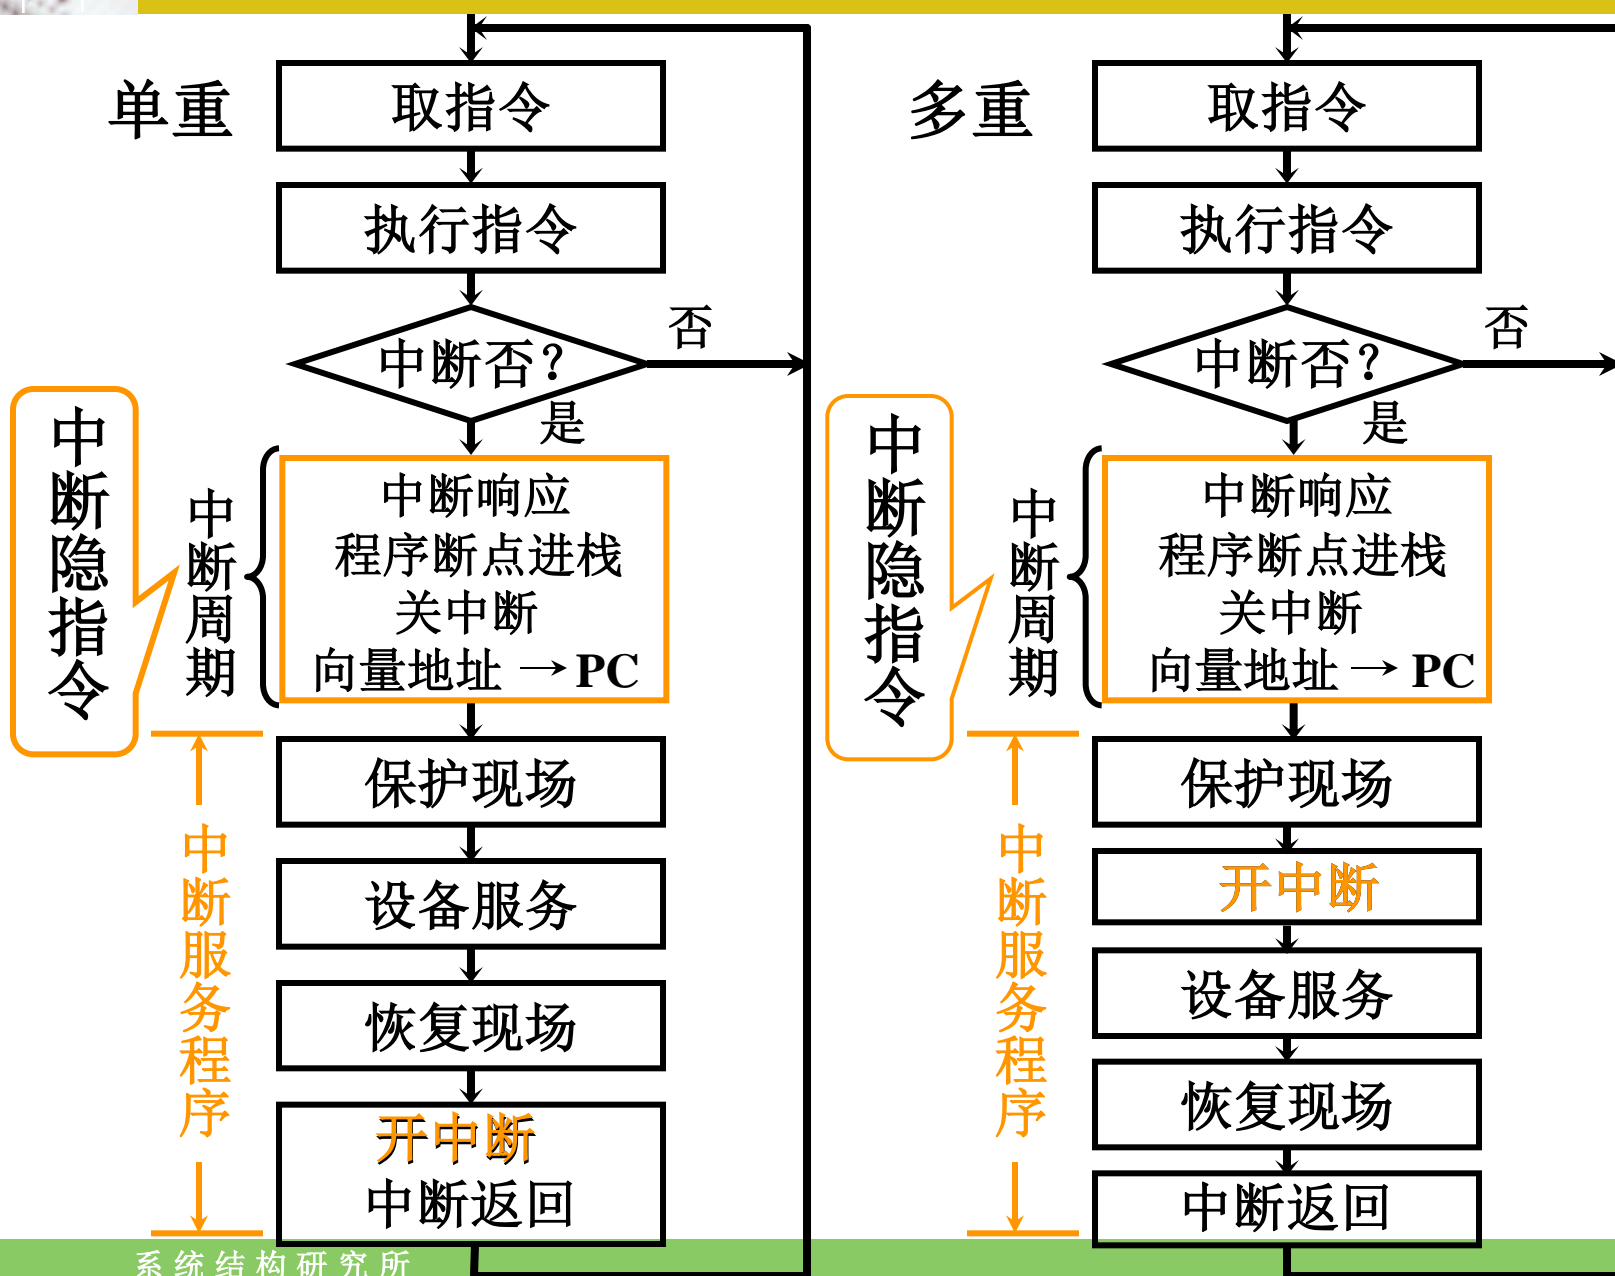 单重
取指令
执行指令
中断否？
否
是
中断隐指令
中断周期
中断响应
程序断点进栈
关中断
向量地址 → PC
中断服务程序
保护现场
设备服务
恢复现场
开中断
中断返回
多重
取指令
执行指令
中断否？
否
是
中断隐指令
中断周期
中断响应
程序断点进栈
关中断
向量地址 → PC
中断服务程序
保护现场
开中断
设备服务
恢复现场
中断返回
系统结构研究所